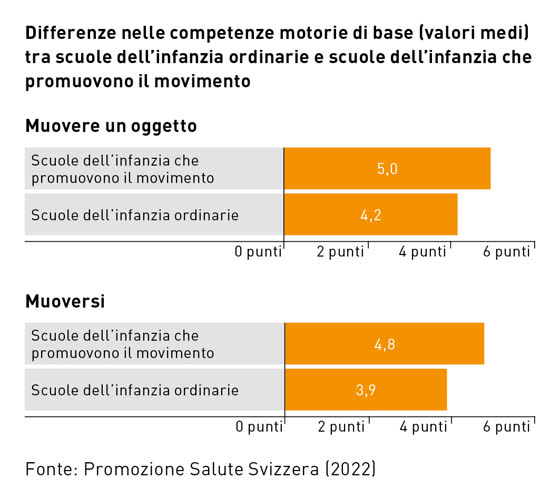 Differenze nelle competenze motorie di base (valori medi)
tra scuole dell’infanzia ordinarie e scuole dell’infanzia che
promuovono il movimento
Muovere un oggetto
Scuole dell’infanzia che
promuovono il movimento
5,0
Scuole dell’infanzia ordinarie
4,2
0 punti 2 punti 4 punti 6 punti
Muoversi
Scuole dell’infanzia che
promuovono il movimento
4,8
Scuole dell’infanzia ordinarie
3,9
0 punti 2 punti 4 punti 6 punti
Fonte: Promozione Salute Svizzera (2022)